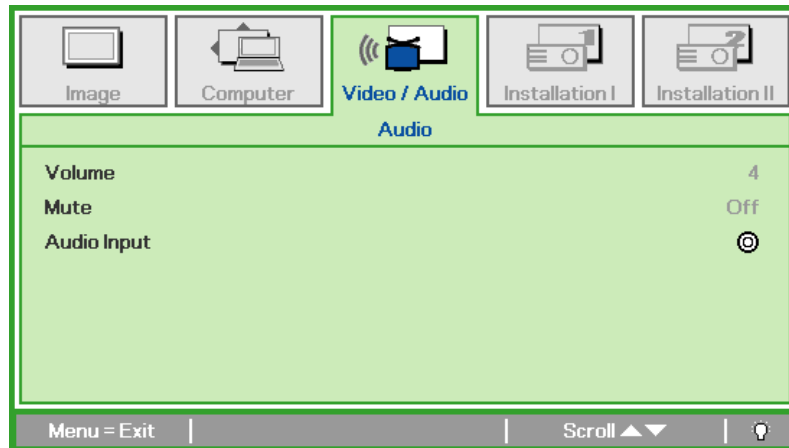 Image Computer Video / Audio Installation I Installation II
Audio
Volume 4
Mute Off
Audio Input
Menu = Exit Scroll